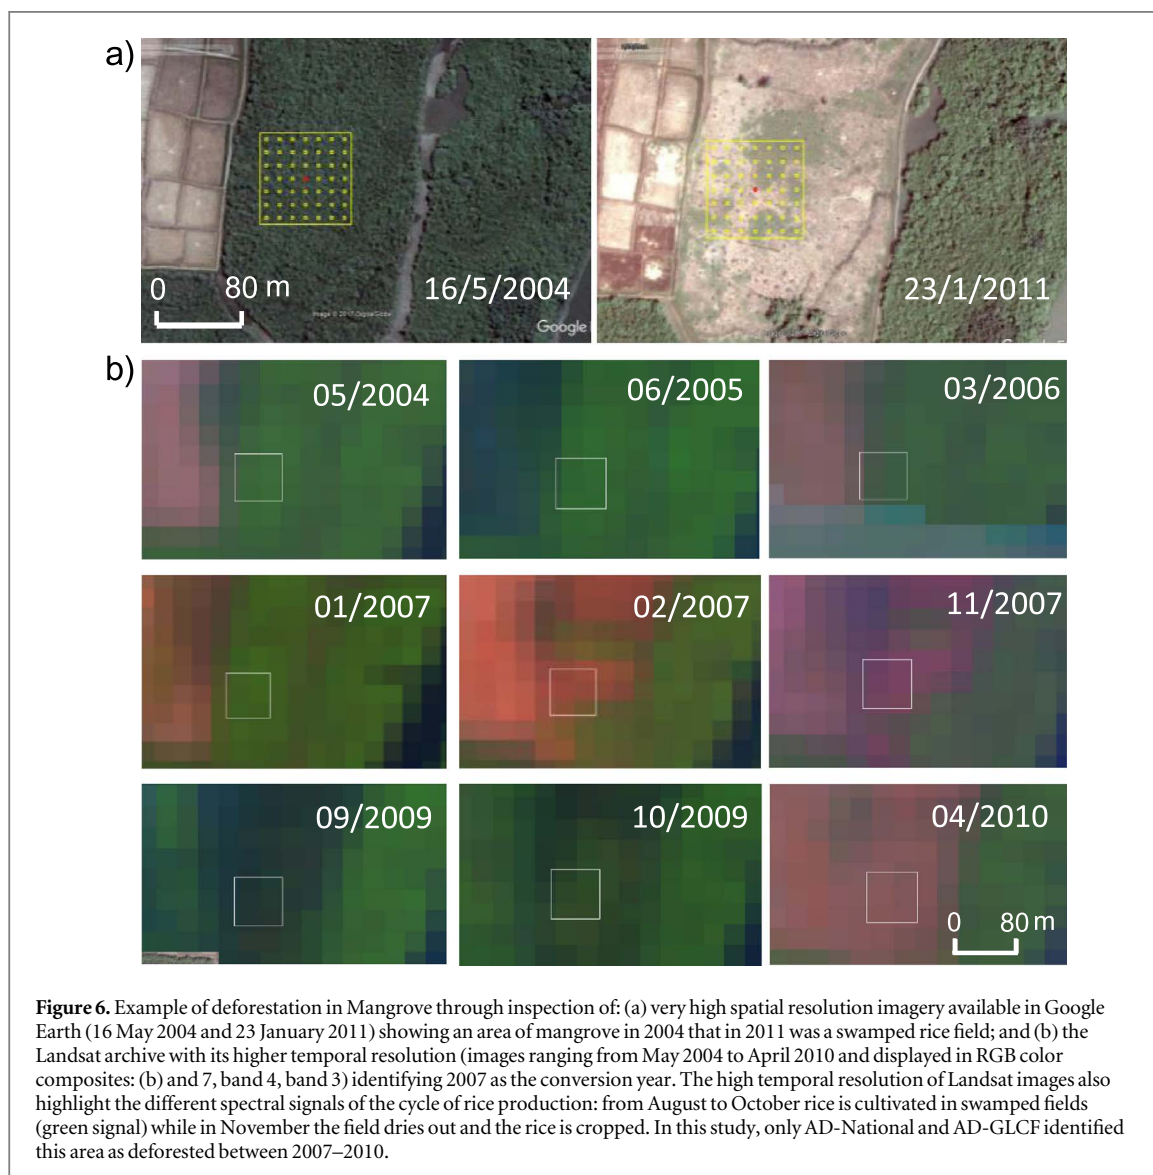 a)
0 80 m
16/5/2004
Google
23/1/2011
b)
05/2004
06/2005
03/2006
01/2007
02/2007
11/2007
09/2009
10/2009
04/2010
0 80 m
Figure 6. Example of deforestation in Mangrove through inspection of: (a) very high spatial resolution imagery available in Google
Earth (16 May 2004 and 23 January 2011) showing an area of mangrove in 2004 that in 2011 was a swamped rice field; and (b) the
Landsat archive with its higher temporal resolution (images ranging from May 2004 to April 2010 and displayed in RGB color
composites: (b) and 7, band 4, band 3) identifying 2007 as the conversion year. The high temporal resolution of Landsat images also
highlight the different spectral signals of the cycle of rice production: from August to October rice is cultivated in swamped fields
(green signal) while in November the field dries out and the rice is cropped. In this study, only AD-National and AD-GLCF identified
this area as deforested between 2007–2010.